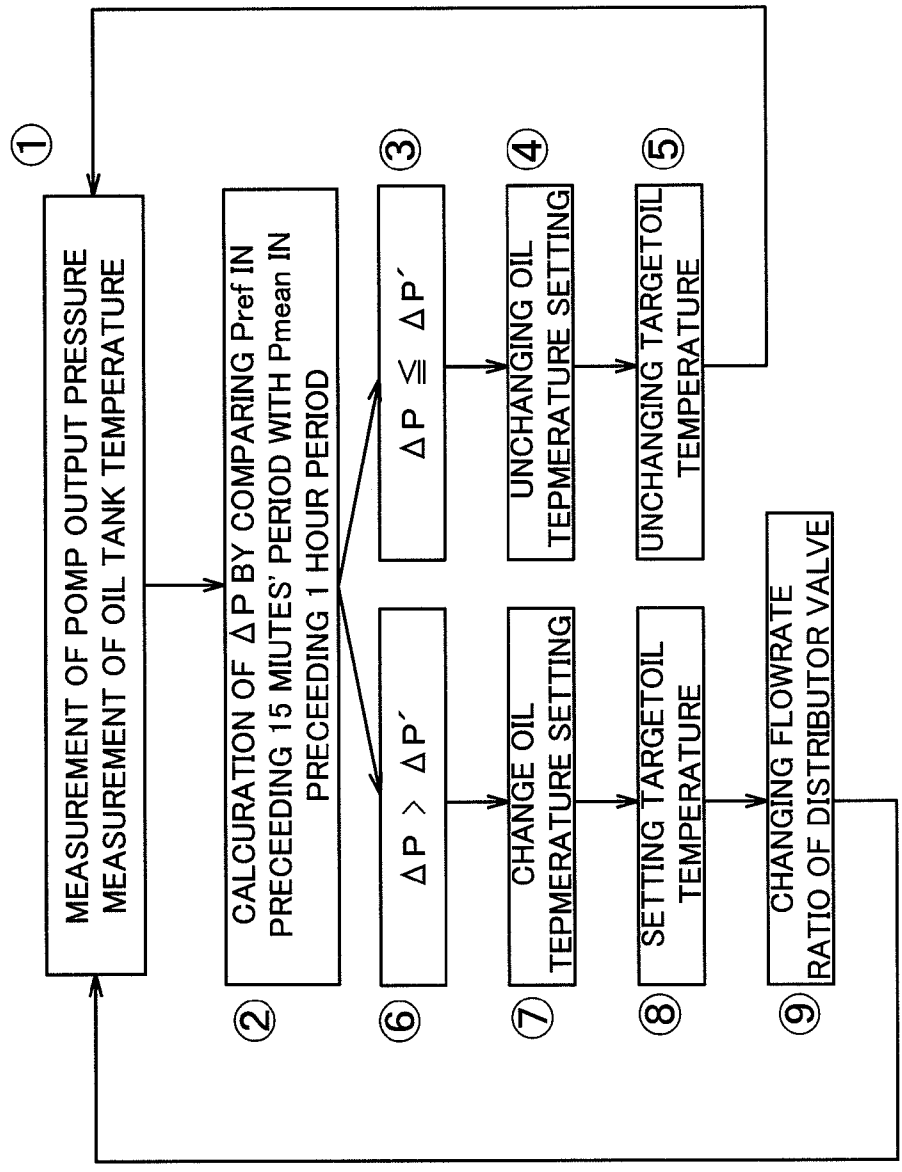 ①
MEASUREMENT OF POMP OUTPUT PRESSURE
MEASUREMENT OF OIL TANK TEMPERATURE
②
CALCURATION OF ΔP BY COMPARING Pref IN
PRECEEDING 15 MIUTES' PERIOD WITH Pmean IN
PRECEEDING 1 HOUR PERIOD
③
ΔP ≦ ΔP´
④
UNCHANGING OIL
TEPMERATURE SETTING
⑤
UNCHANGING TARGETOIL
TEMPERATURE
⑥
ΔP > ΔP´
⑦
CHANGE OIL
TEPMERATURE SETTING
⑧
SETTING TARGETOIL
TEMPERATURE
⑨
CHANGING FLOWRATE
RATIO OF DISTRIBUTOR VALVE